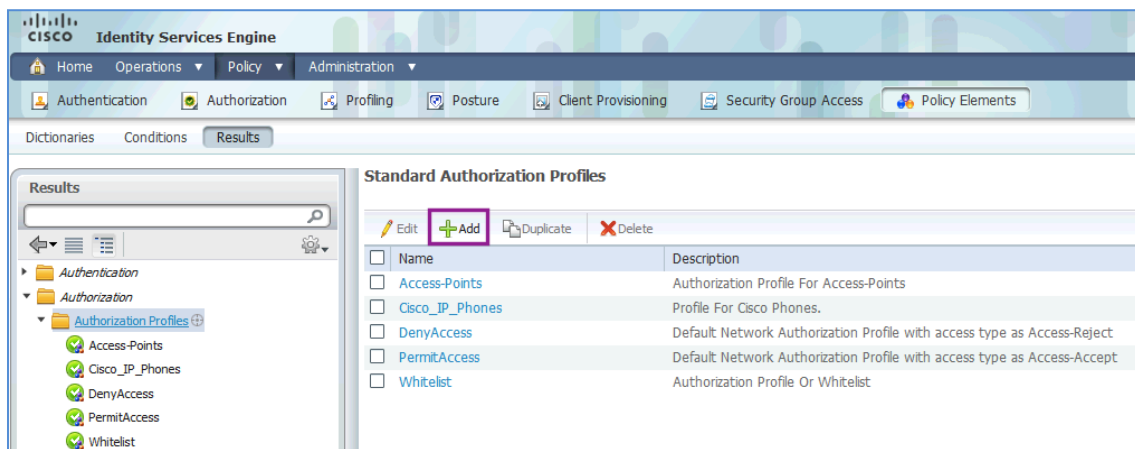 CISCO Identity Services Engine
Home Operations Policy Administration
Authentication Authorization Profiling Posture Client Provisioning Security Group Access Policy Elements
Dictionaries Conditions Results
Results
Authentication
Authorization
Authorization Profiles
Access-Points
Cisco_IP_Phones
DenyAccess
PermitAccess
Whitelist
Standard Authorization Profiles
Edit Add Duplicate Delete
Name Description
Access-Points Authorization Profile For Access-Points
Cisco_IP_Phones Profile For Cisco Phones.
DenyAccess Default Network Authorization Profile with access type as Access-Reject
PermitAccess Default Network Authorization Profile with access type as Access-Accept
Whitelist Authorization Profile Or Whitelist